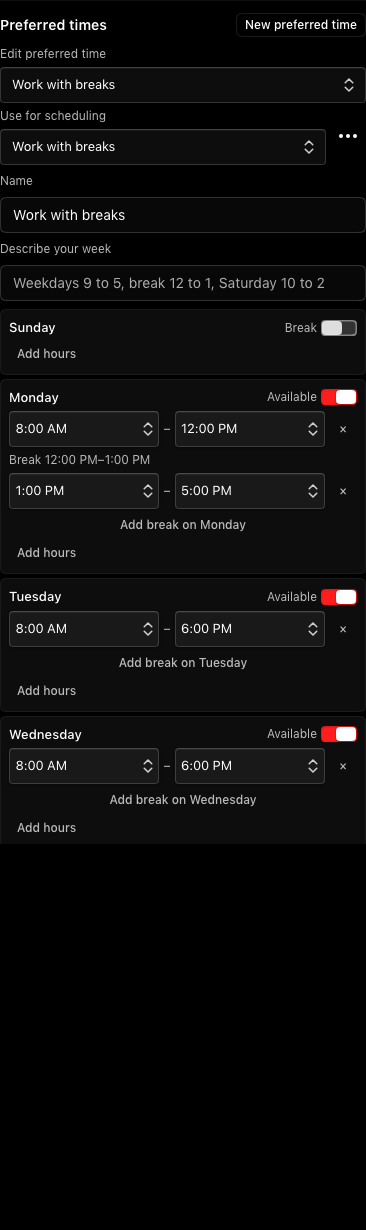 Preferred times
New preferred time
Edit preferred time
Work with breaks
Use for scheduling
Work with breaks
Name
Work with breaks
Describe your week
Weekdays 9 to 5, break 12 to 1, Saturday 10 to 2
Sunday
Break
Add hours
Monday
Available
8:00 AM – 12:00 PM ×
Break 12:00 PM–1:00 PM
1:00 PM – 5:00 PM ×
Add break on Monday
Add hours
Tuesday
Available
8:00 AM – 6:00 PM ×
Add break on Tuesday
Add hours
Wednesday
Available
8:00 AM – 6:00 PM ×
Add break on Wednesday
Add hours